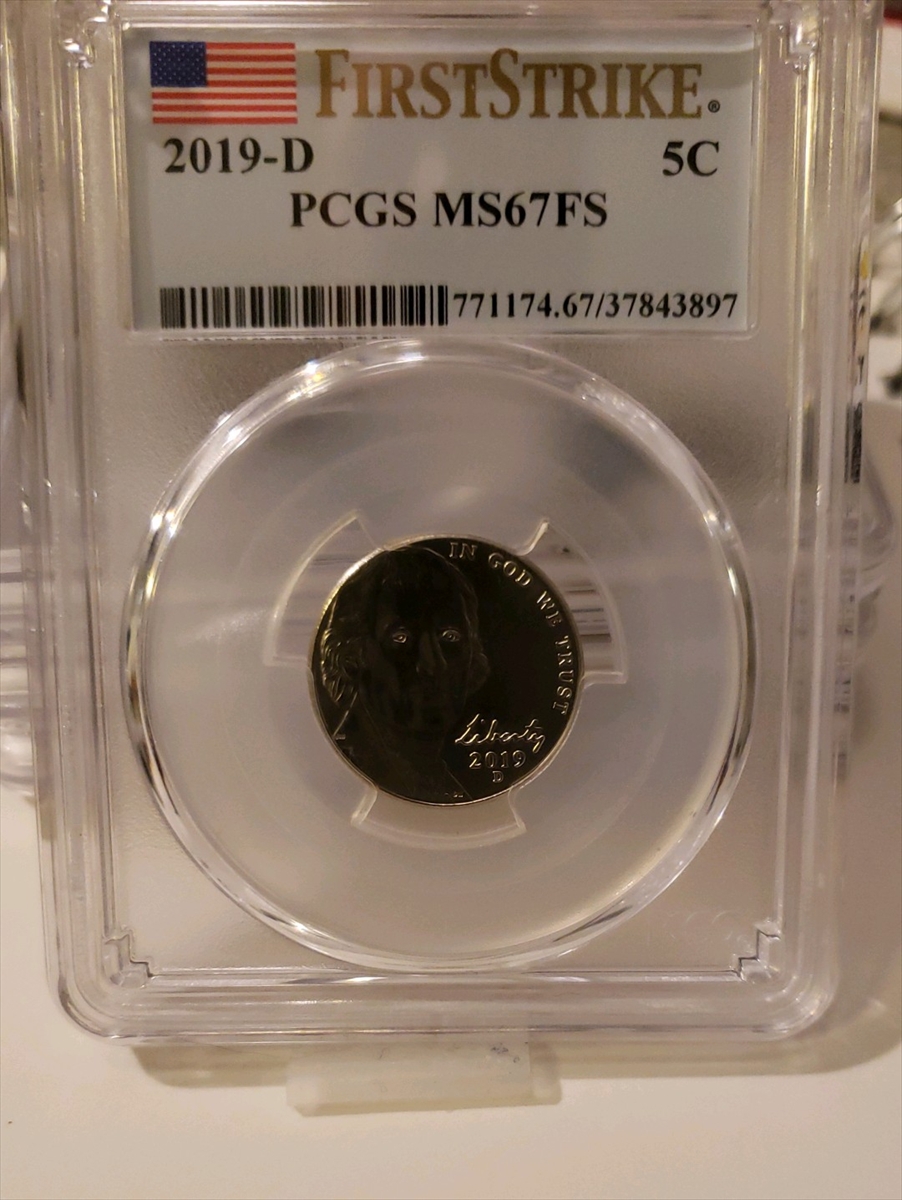 FIRSTSTRIKE®
2019-D 5C
PCGS MS67FS
771174.67/37843897
IN GOD WE TRUST
Liberty
2019
D